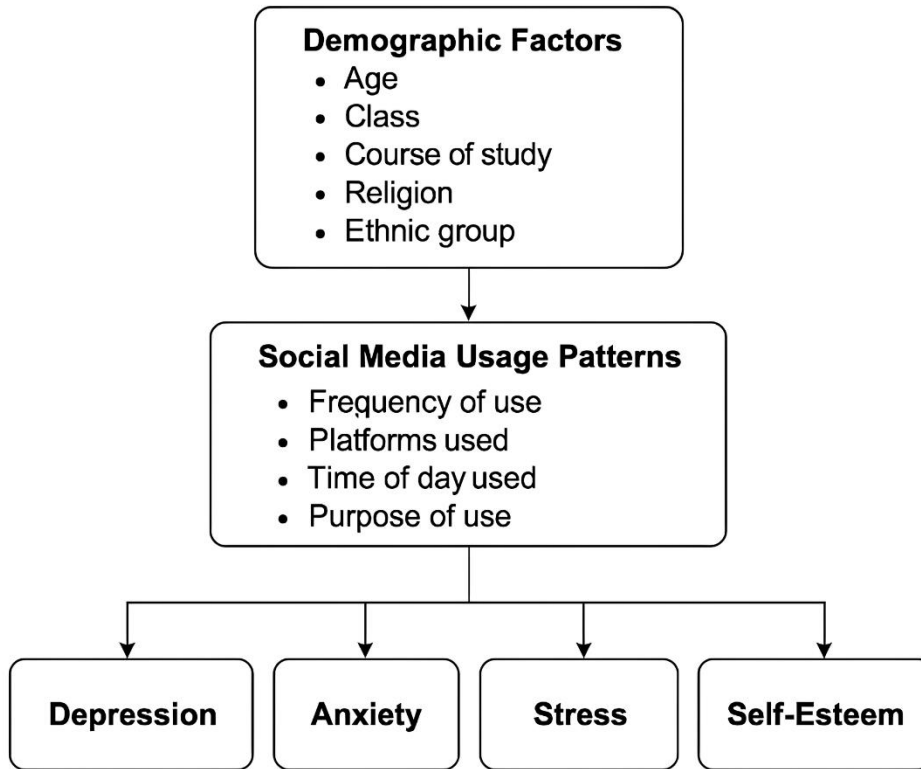 Demographic Factors
• Age
• Class
• Course of study
• Religion
• Ethnic group
Social Media Usage Patterns
• Frequency of use
• Platforms used
• Time of day used
• Purpose of use
Depression
Anxiety
Stress
Self-Esteem